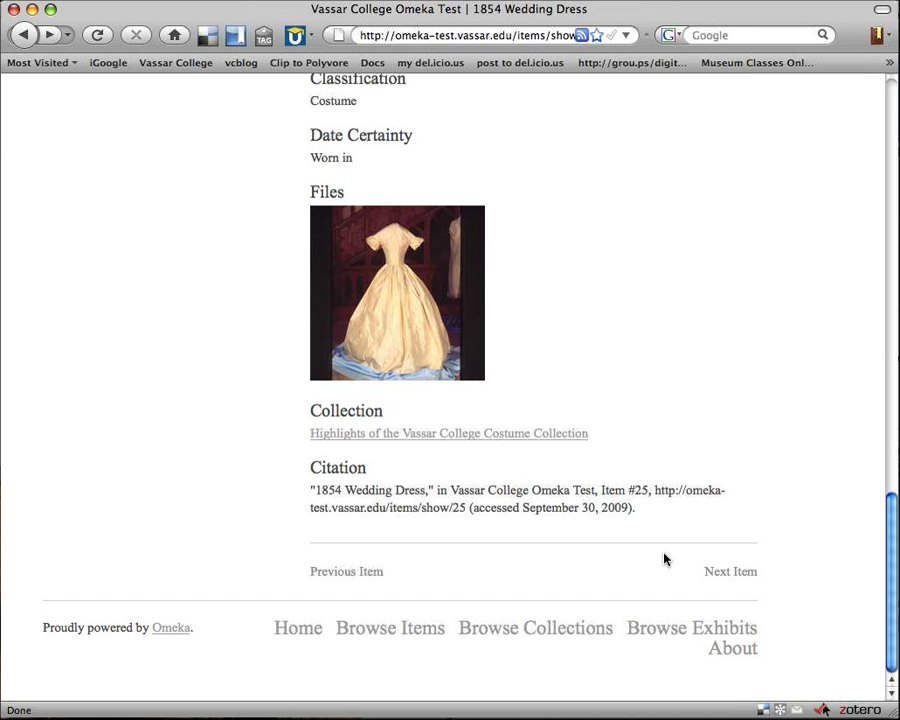 Vassar College Omeka Test | 1854 Wedding Dress
TAG
http://omeka-test.vassar.edu/items/show
G
Google
Most Visited
iGoogle
Vassar College
vcblog
Clip to Polyvore
Docs
my del.icio.us
post to del.icio.us
http://grou.ps/digit...
Museum Classes Onl...
»
Classification
Costume
Date Certainty
Worn in
Files
Collection
Highlights of the Vassar College Costume Collection
Citation
"1854 Wedding Dress," in Vassar College Omeka Test, Item #25, http://omeka-
test.vassar.edu/items/show/25 (accessed September 30, 2009).
Previous Item
Next Item
Proudly powered by Omeka.
Home
Browse Items
Browse Collections
Browse Exhibits
About
Done
zotero